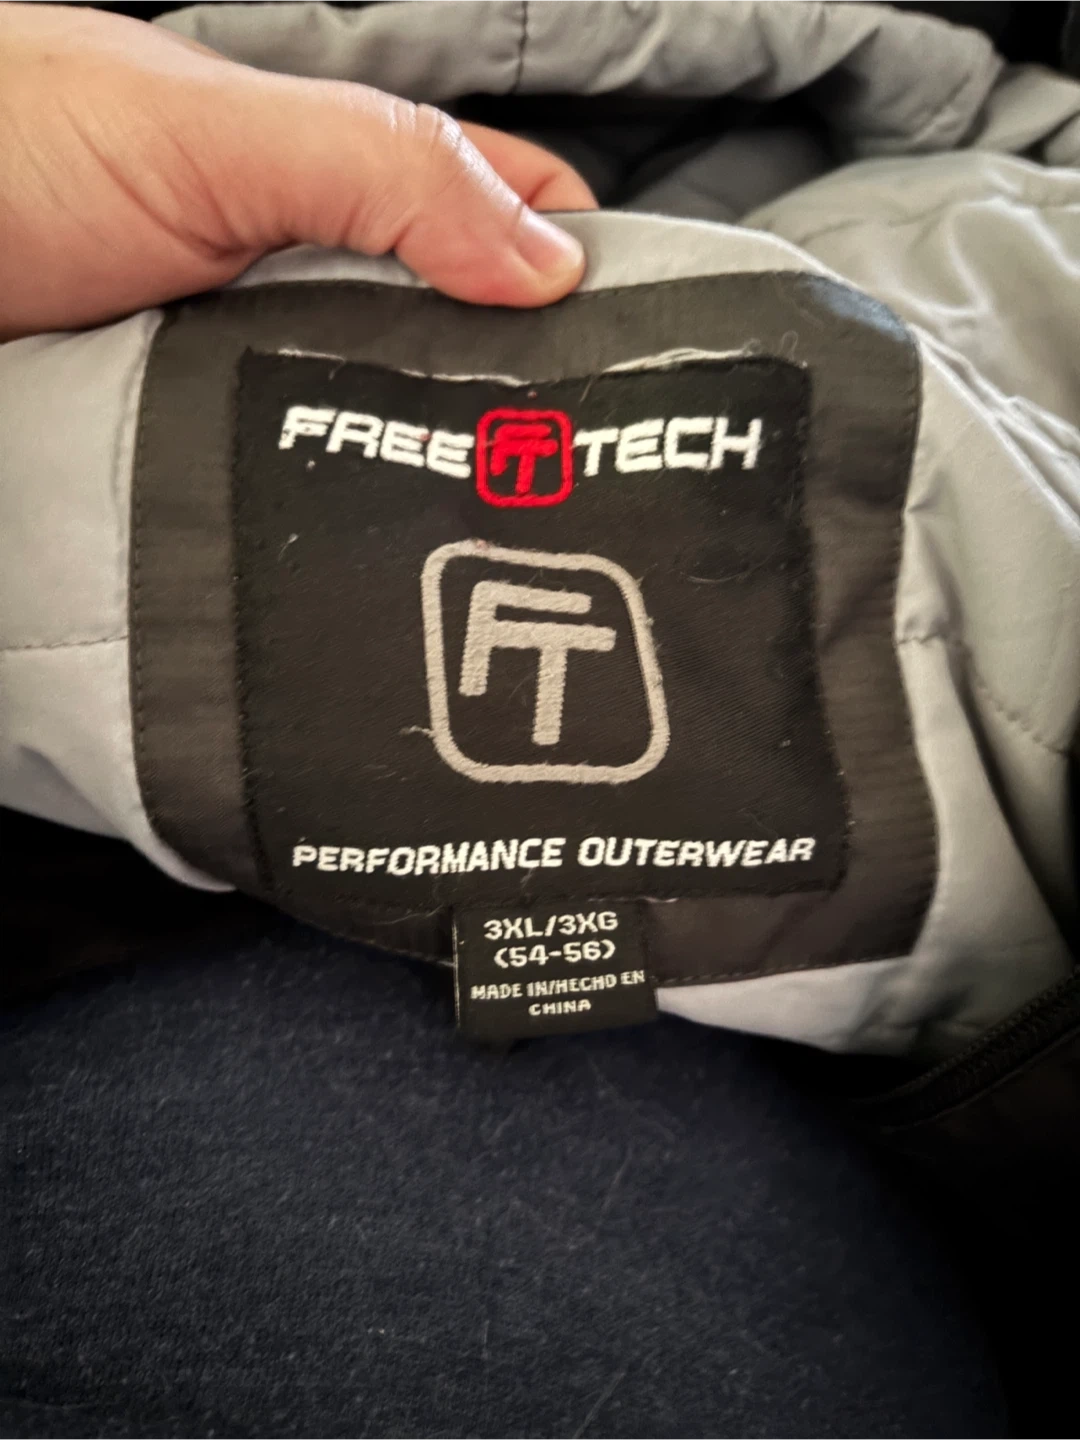 FREE FT TECH
FT
PERFORMANCE OUTERWEAR
3XL/3XG
(54-56)
MADE IN/HECHO EN
CHINA